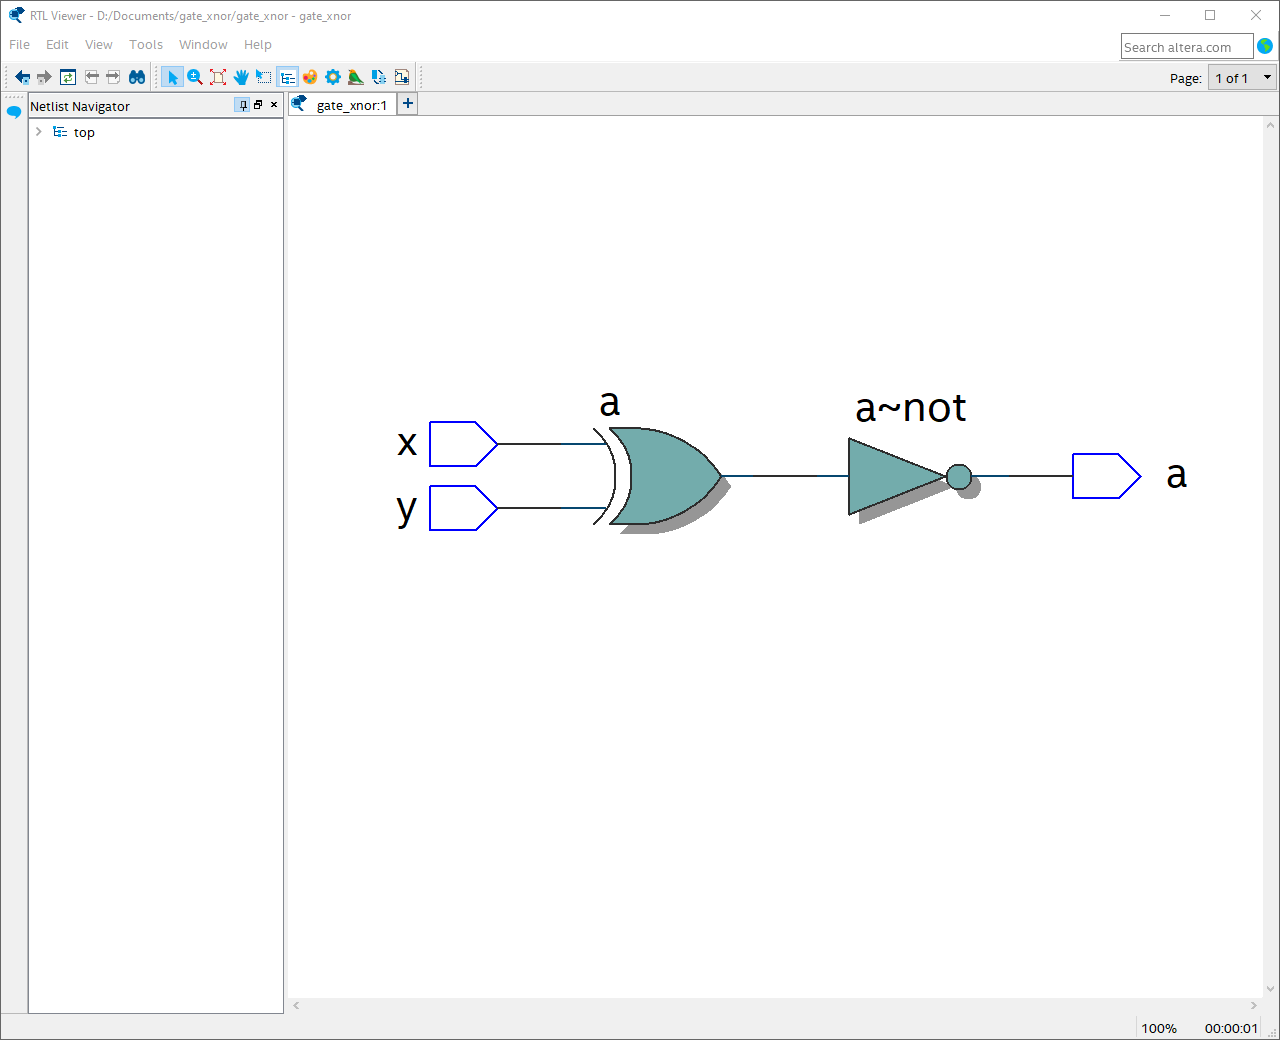 RTL Viewer - D:/Documents/gate_xnor/gate_xnor - gate_xnor
File Edit View Tools Window Help
Search altera.com
Page: 1 of 1
Netlist Navigator
gate_xnor:1
top
a
a~not
x
a
y
100% 00:00:01